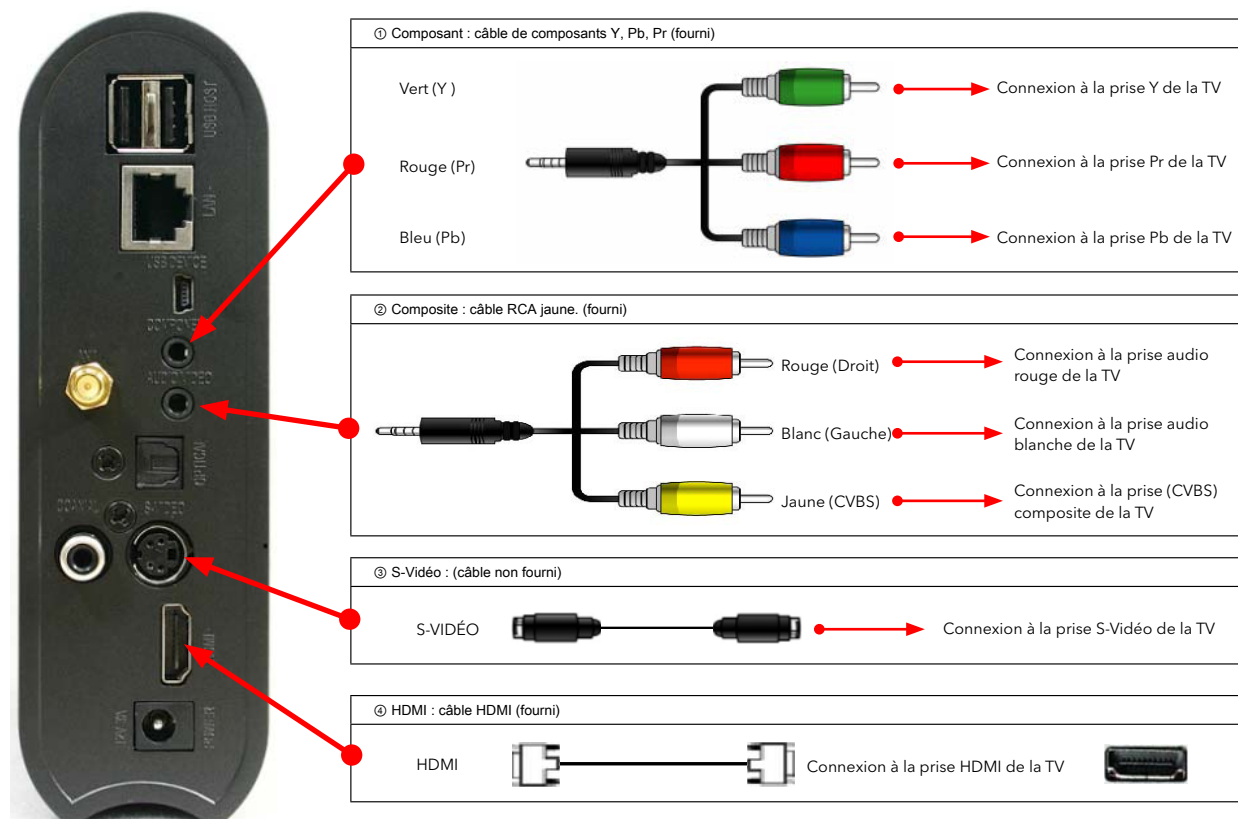 USB HOST
LAN
USB DEVICE
ANT
AUDIO VIDEO
OPTICAL
COAXIAL
HDMI
POWER
① Composant : câble de composants Y, Pb, Pr (fourni)
Vert (Y )
Connexion à la prise Y de la TV
Rouge (Pr)
Connexion à la prise Pr de la TV
Bleu (Pb)
Connexion à la prise Pb de la TV
② Composite : câble RCA jaune. (fourni)
Rouge (Droit)
Connexion à la prise audio
rouge de la TV
Blanc (Gauche)
Connexion à la prise audio
blanche de la TV
Jaune (CVBS)
Connexion à la prise (CVBS)
composite de la TV
③ S-Vidéo : (câble non fourni)
S-VIDÉO
Connexion à la prise S-Vidéo de la TV
④ HDMI : câble HDMI (fourni)
HDMI
Connexion à la prise HDMI de la TV